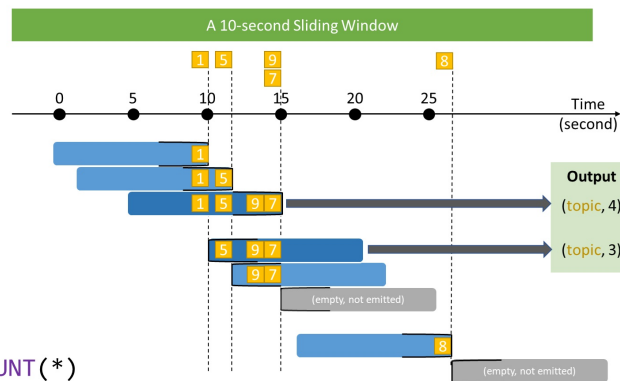 A 10-second Sliding Window
1 5 9 8
7
0 5 10 15 20 25
Time
(second)
1
1 5
1 5 9 7
5 9 7
9 7
(empty, not emitted)
8
(empty, not emitted)
Output
(topic, 4)
(topic, 3)
UNT(*)